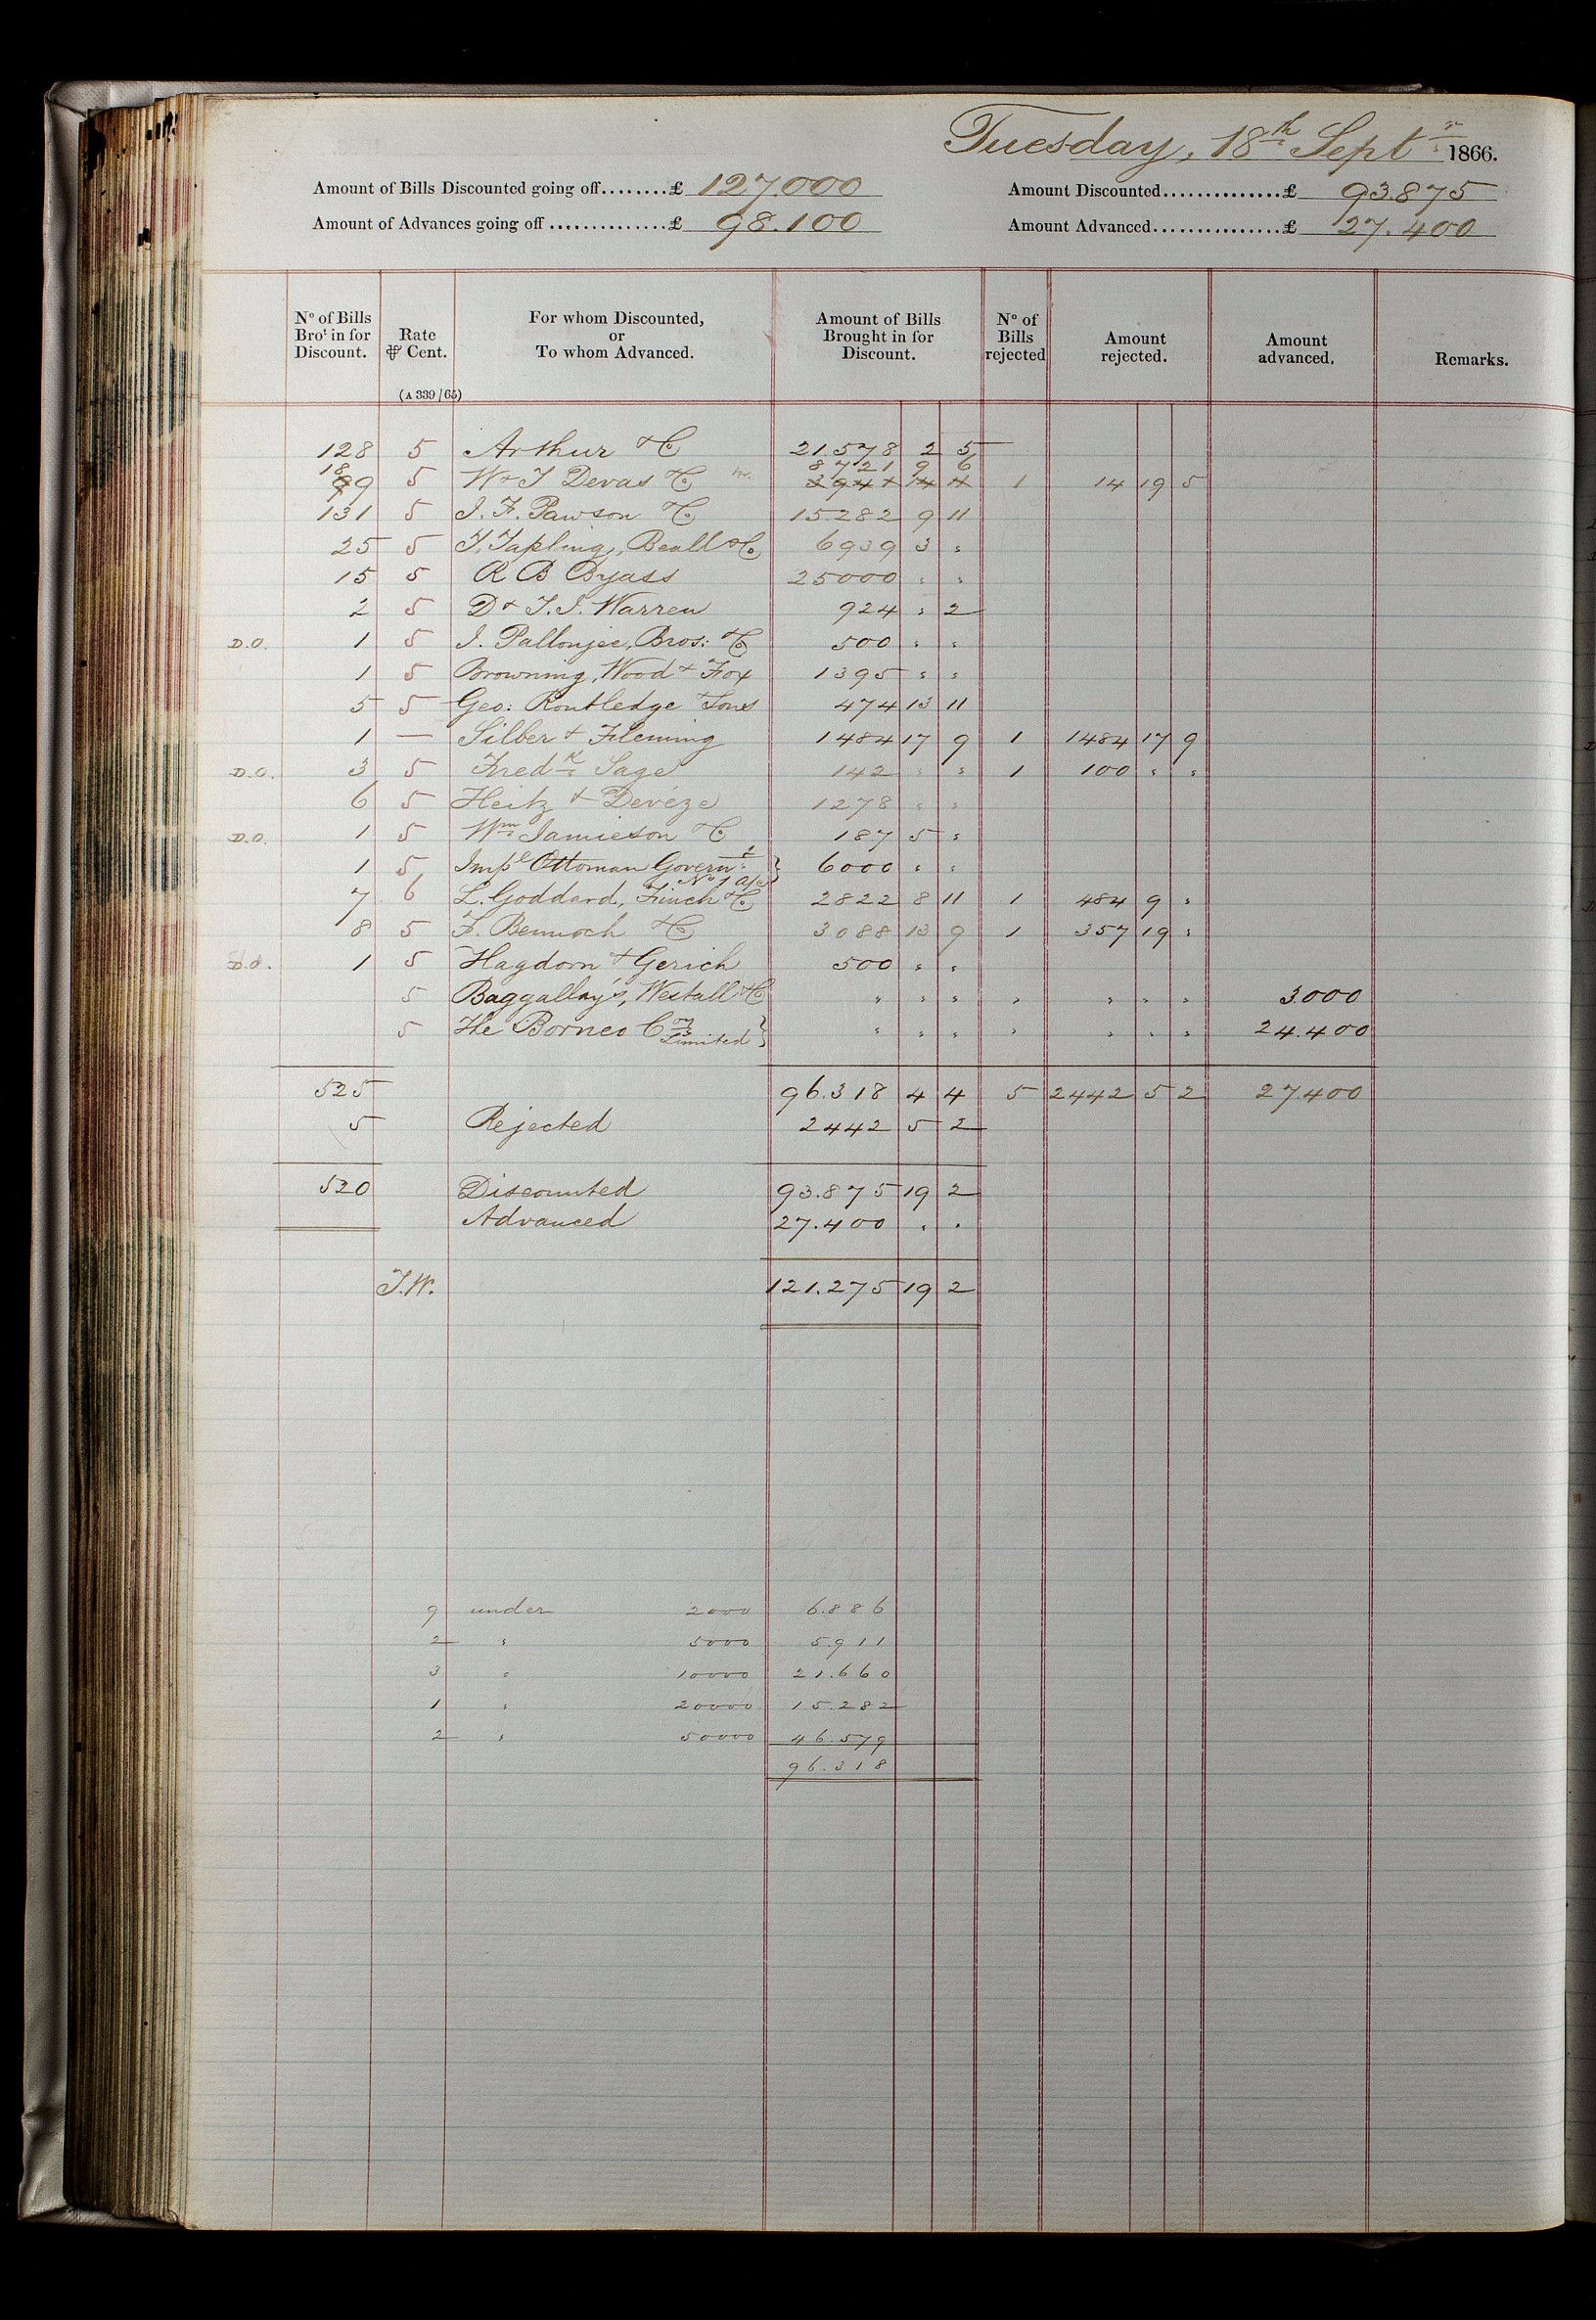 Tuesday, 18th Septr 1866.
Amount of Bills Discounted going off........£ 127.000 Amount Discounted..............£ 93.875
Amount of Advances going off ..............£ 98.100 Amount Advanced...............£ 27.400
No of Bills Brot in for Discount. Rate ⅌ Cent. (A 339/65) For whom Discounted, or To whom Advanced. Amount of Bills Brought in for Discount. No of Bills rejected Amount rejected. Amount advanced. Remarks.
128 5 Arthur & Co 21.578 2 5
189 5 W & T Devas & Co 8721 9 6 1 14 19 5
131 5 J. F. Pawson & Co 15.282 9 11
25 5 T. Tapling, Beall & Co 6939 3 "
15 5 R B Byass 25000 " "
2 5 D & T. J. Warren 924 " 2
D.O. 1 5 J. Pallonjee, Bros: & Co 500 " "
1 5 Browning, Wood & Fox 1395 " "
5 5 Geo: Routledge & Sons 474 13 11
1 — Silber & Fleming 1484 17 9 1 1484 17 9
D.O. 3 5 Fredk Sage 142 " " 1 100 " "
6 5 Heitz & Devéze 1278 " "
D.O. 1 5 Wm Jamieson & Co 187 5 "
1 5 Impl Ottoman Governt No 1 A/c } 6000 " "
7 6 L. Goddard, Finch & Co 2822 8 11 1 484 9 "
8 5 F. Bennoch & Co 3088 13 9 1 357 19 "
D.O. 1 5 Hagdorn & Gerich 500 " "
5 Baggallay's, Westall & Co " " " " " " " 3.000
5 The Borneo Coy Limited } " " " " " " " 24.400
525 96.318 4 4 5 2442 5 2 27.400
5 Rejected 2442 5 2
520 Discounted 93.875 19 2
Advanced 27.400 " "
J.W. 121.275 19 2
9 under 2000 6.886
2 " 5000 5.911
3 " 10000 21.660
1 " 20000 15.282
2 " 50000 46.579
96.318